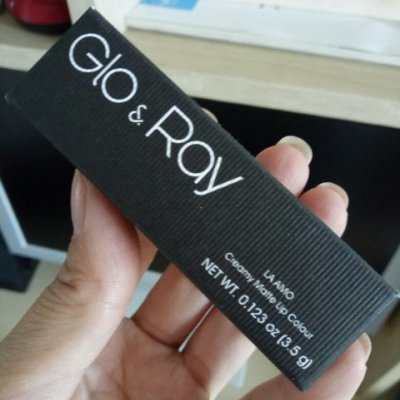 Glo & Ray
LA AMO
Creamy Matte Lip Colour
NET WT. 0.123 oz (3.5 g)